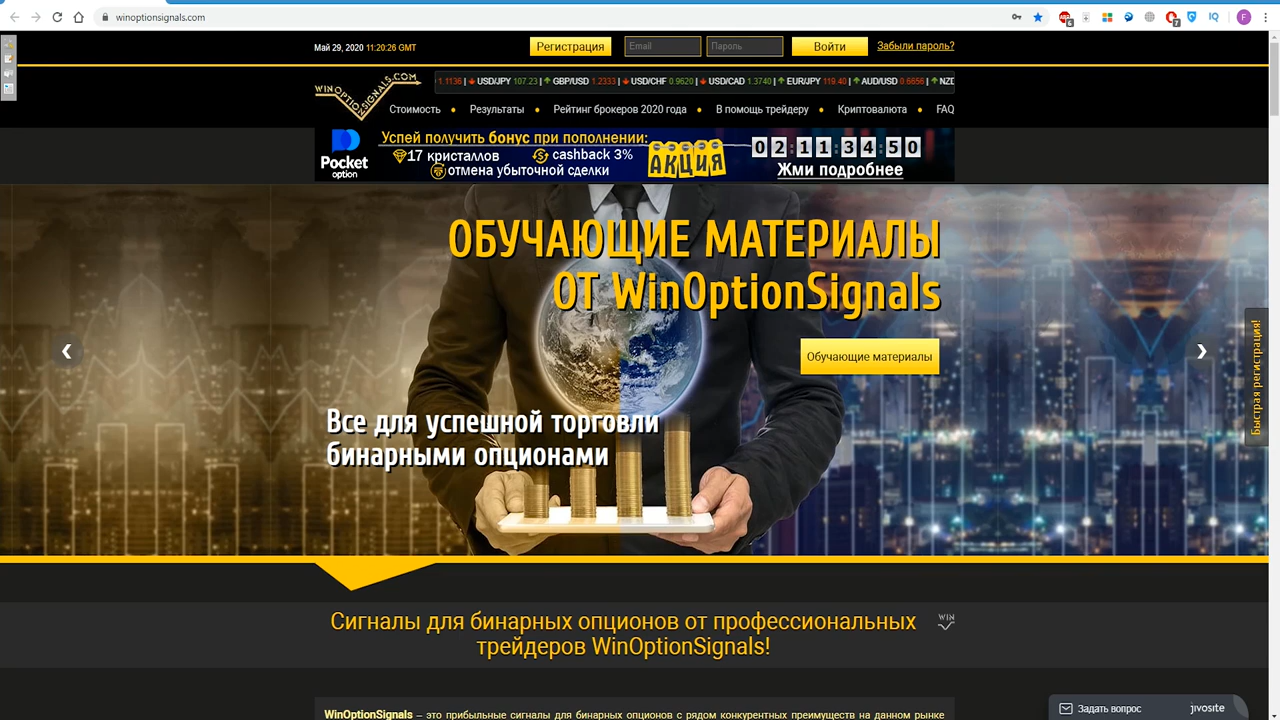 winoptionsignals.com
Май 29, 2020 11:20:26 GMT
Регистрация
Email
Пароль
Войти
Забыли пароль?
WINOPTIONSIGNALS.COM
1.1136 | USD/JPY 107.23 | GBP/USD 1.2333 | USD/CHF 0.9620 | USD/CAD 1.3740 | EUR/JPY 119.40 | AUD/USD 0.6656 | NZD
Стоимость • Результаты • Рейтинг брокеров 2020 года • В помощь трейдеру • Криптовалюта • FAQ
Pocket
option
Успей получить бонус при пополнении:
17 кристаллов
cashback 3%
отмена убыточной сделки
АКЦИЯ
02:11:34:50
Жми подробнее
ОБУЧАЮЩИЕ МАТЕРИАЛЫ
ОТ WinOptionSignals
Обучающие материалы
Быстрая регистрация!
Все для успешной торговли
бинарными опционами
Сигналы для бинарных опционов от профессиональных
трейдеров WinOptionSignals!
WIN
WinOptionSignals – это прибыльные сигналы для бинарных опционов с рядом конкурентных преимуществ на данном рынке
Задать вопрос
jivosite